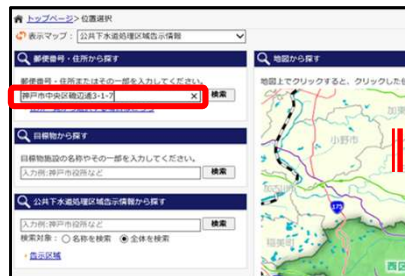 トップページ>位置選択
表示マップ： 公共下水道処理区域告示情報
郵便番号・住所から探す
郵便番号・住所またはその一部を入力してください。
神戸市中央区磯辺通3-1-7 × 検索
目標物から探す
目標物施設の名称やその一部を入力してください。
入力例:神戸市役所など 検索
公共下水道処理区域告示情報から探す
入力例:神戸市役所など 検索
検索対象： 名称を検索 全体を検索
・告示区域
地図から探す
地図上でクリックすると、クリックした
加東
小野市
加古川
175
稲美町